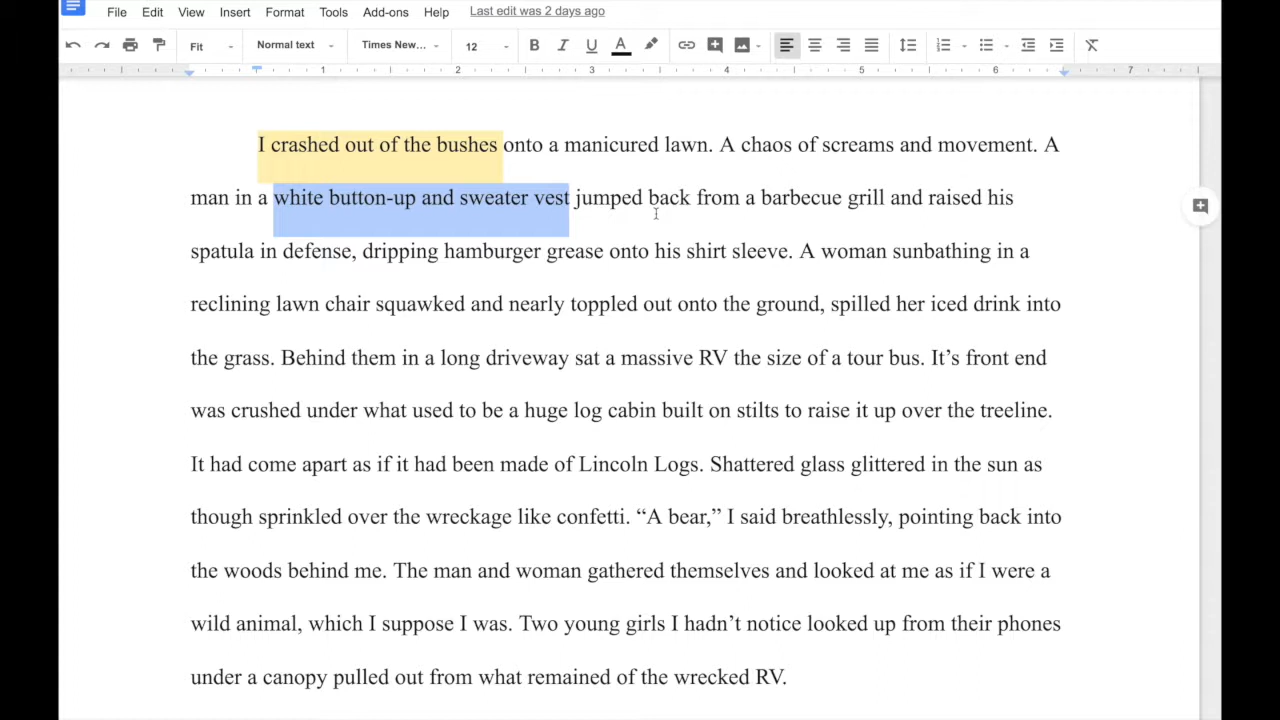 File Edit View Insert Format Tools Add-ons Help Last edit was 2 days ago
Fit Normal text Times New... 12 B I U A
1 2 3 4 5 6 7
I crashed out of the bushes onto a manicured lawn. A chaos of screams and movement. A
man in a white button-up and sweater vest jumped back from a barbecue grill and raised his
spatula in defense, dripping hamburger grease onto his shirt sleeve. A woman sunbathing in a
reclining lawn chair squawked and nearly toppled out onto the ground, spilled her iced drink into
the grass. Behind them in a long driveway sat a massive RV the size of a tour bus. It’s front end
was crushed under what used to be a huge log cabin built on stilts to raise it up over the treeline.
It had come apart as if it had been made of Lincoln Logs. Shattered glass glittered in the sun as
though sprinkled over the wreckage like confetti. “A bear,” I said breathlessly, pointing back into
the woods behind me. The man and woman gathered themselves and looked at me as if I were a
wild animal, which I suppose I was. Two young girls I hadn’t notice looked up from their phones
under a canopy pulled out from what remained of the wrecked RV.